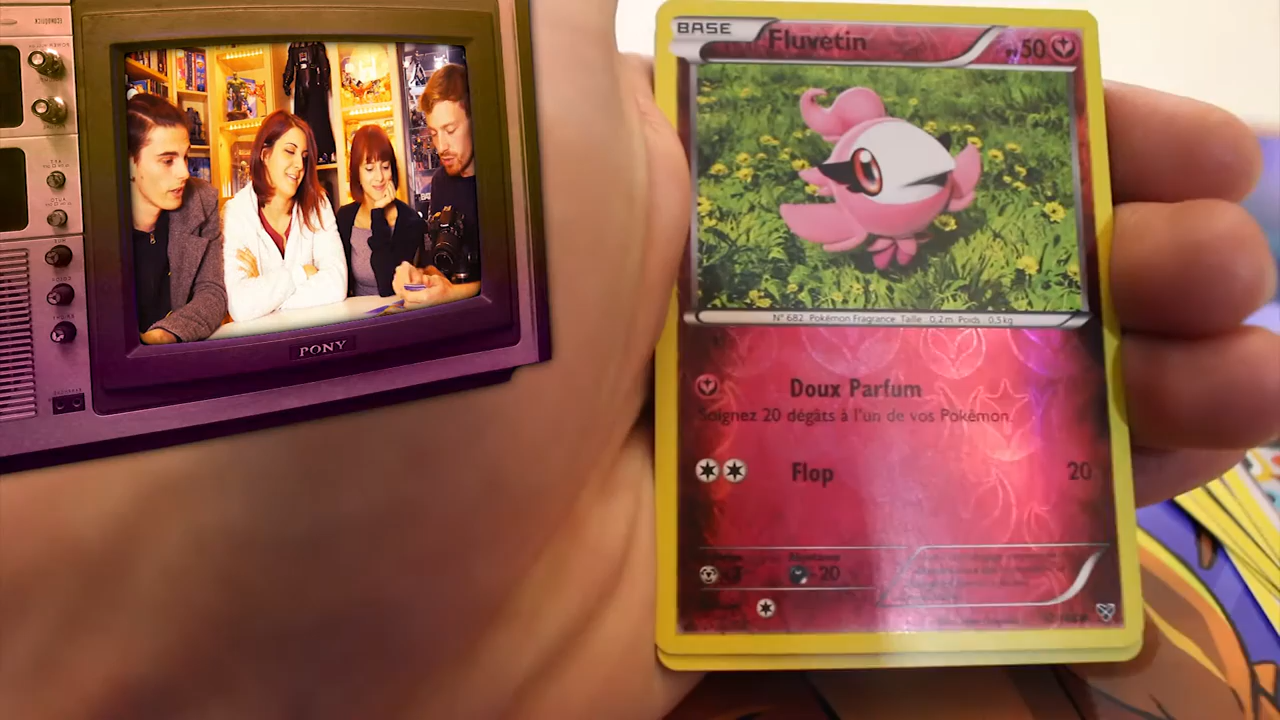 PONY
BASE
Fluvetin
PV50
N° 682 Pokémon Fragrance Taille : 0,2 m Poids : 0,5 kg
Doux Parfum
Soignez 20 dégâts à l'un de vos Pokémon.
Flop 20
Résistance
-20